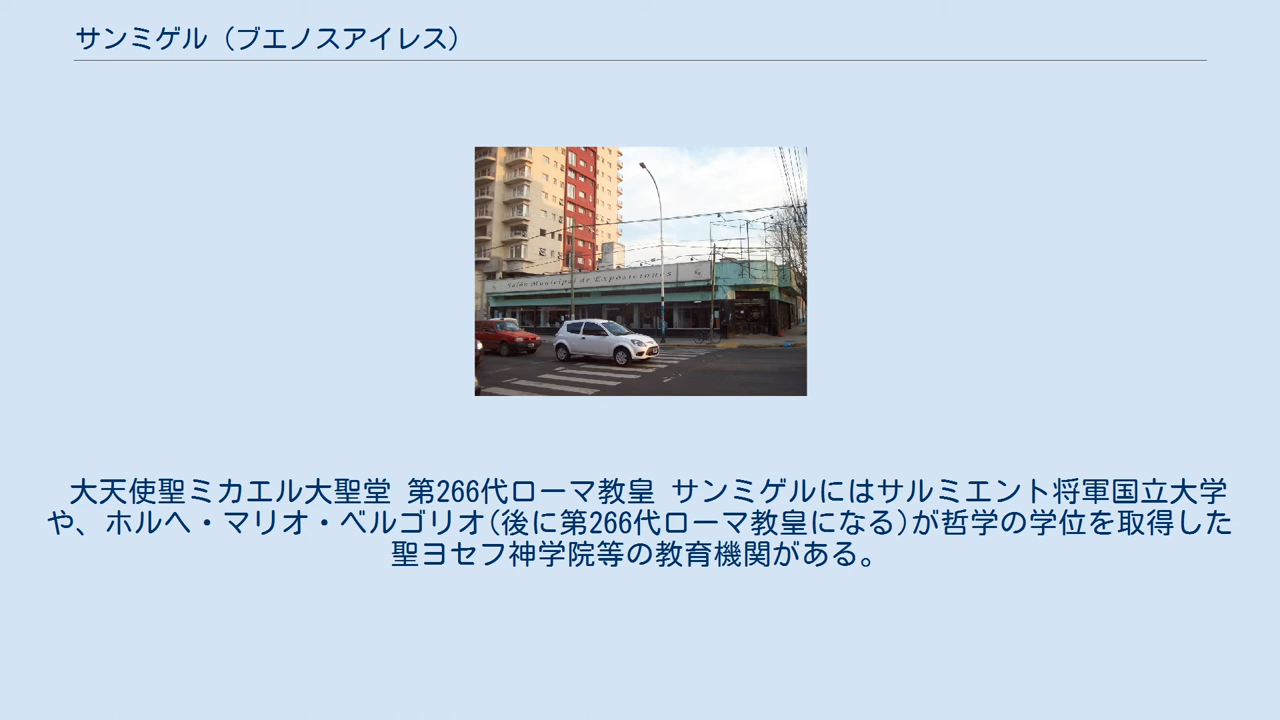 サンミゲル（ブエノスアイレス）
Salón Municipal de Exposiciones
大天使聖ミカエル大聖堂 第266代ローマ教皇 サンミゲルにはサルミエント将軍国立大学
や、ホルヘ・マリオ・ベルゴリオ(後に第266代ローマ教皇になる)が哲学の学位を取得した
聖ヨセフ神学院等の教育機関がある。